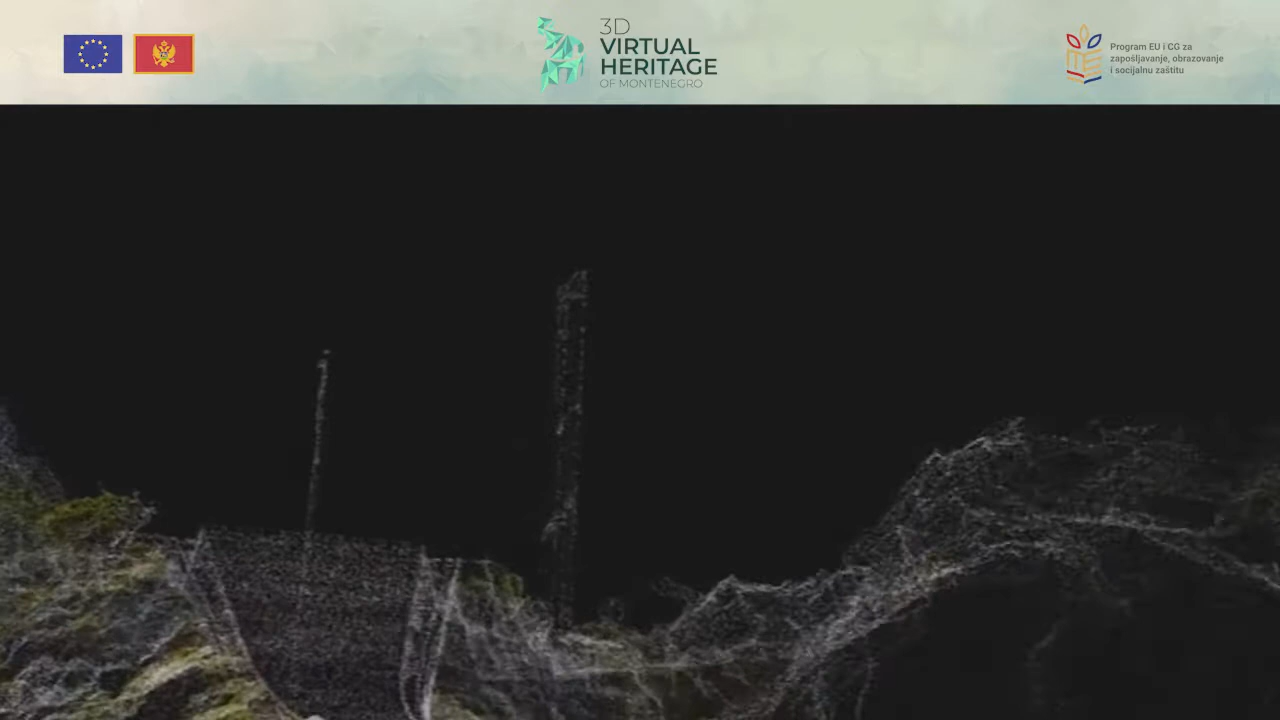 3D
VIRTUAL
HERITAGE
OF MONTENEGRO
Program EU i CG za
zapošljavanje, obrazovanje
i socijalnu zaštitu